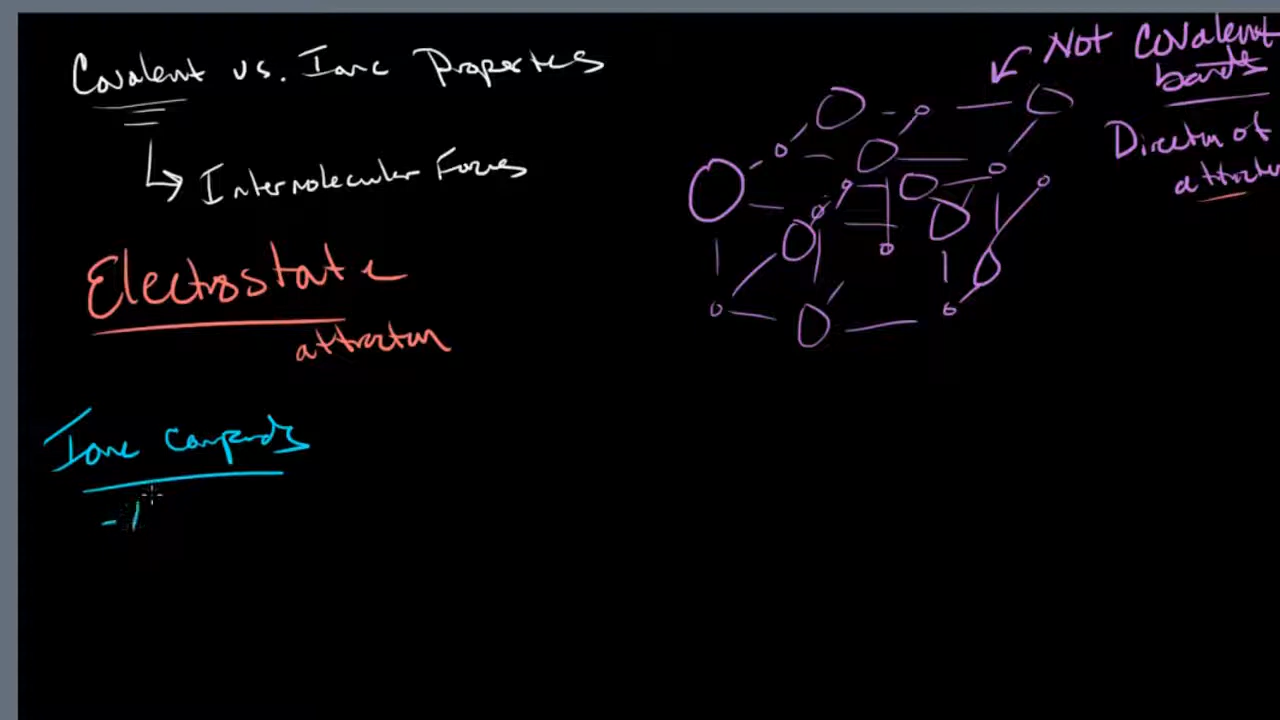 Covalent vs. Ionic Properties
Intermolecular Forces
Electrostatic
attraction
Ionic compounds
-
Not Covalent
bonds
Direction of
attraction